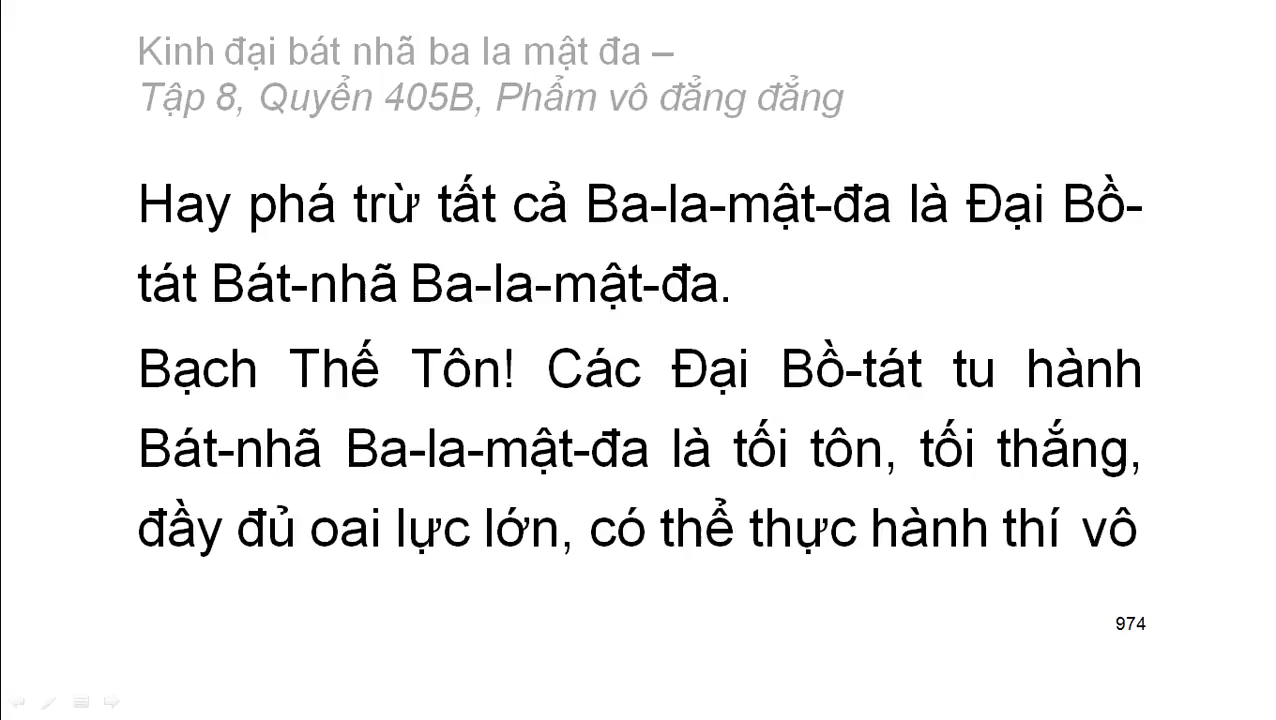 Kinh đại bát nhã ba la mật đa –
Tập 8, Quyển 405B, Phẩm vô đẳng đẳng
Hay phá trừ tất cả Ba-la-mật-đa là Đại Bồ-
tát Bát-nhã Ba-la-mật-đa.
Bạch Thế Tôn! Các Đại Bồ-tát tu hành
Bát-nhã Ba-la-mật-đa là tối tôn, tối thắng,
đầy đủ oai lực lớn, có thể thực hành thí vô
974